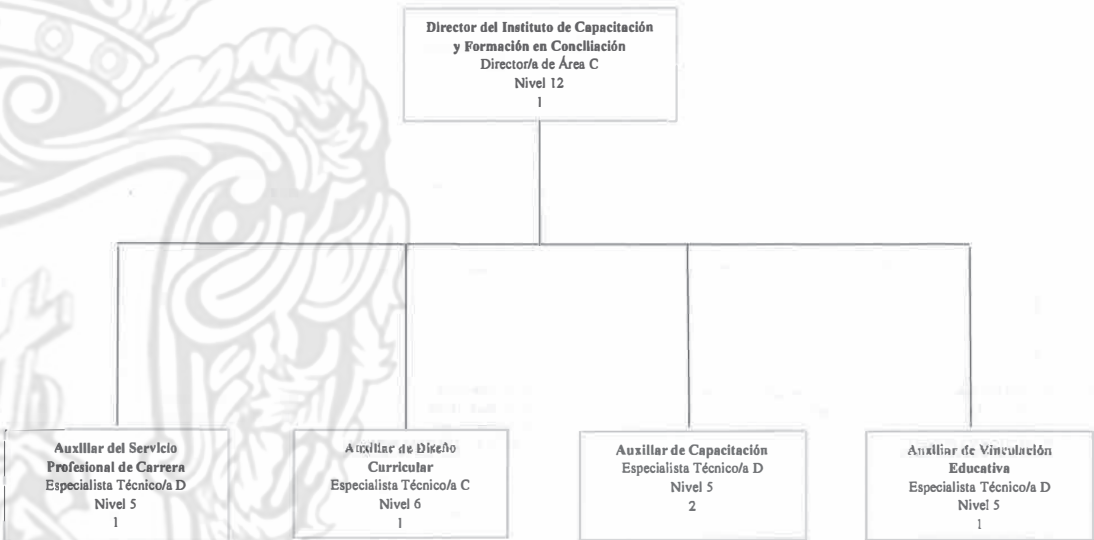 Director del Instituto de Capacitación
y Formación en Conciliación
Director/a de Área C
Nivel 12
1
Auxiliar del Servicio
Profesional de Carrera
Especialista Técnico/a D
Nivel 5
1
Auxiliar de Diseño
Curricular
Especialista Técnico/a C
Nivel 6
1
Auxiliar de Capacitación
Especialista Técnico/a D
Nivel 5
2
Auxiliar de Vinculación
Educativa
Especialista Técnico/a D
Nivel 5
1